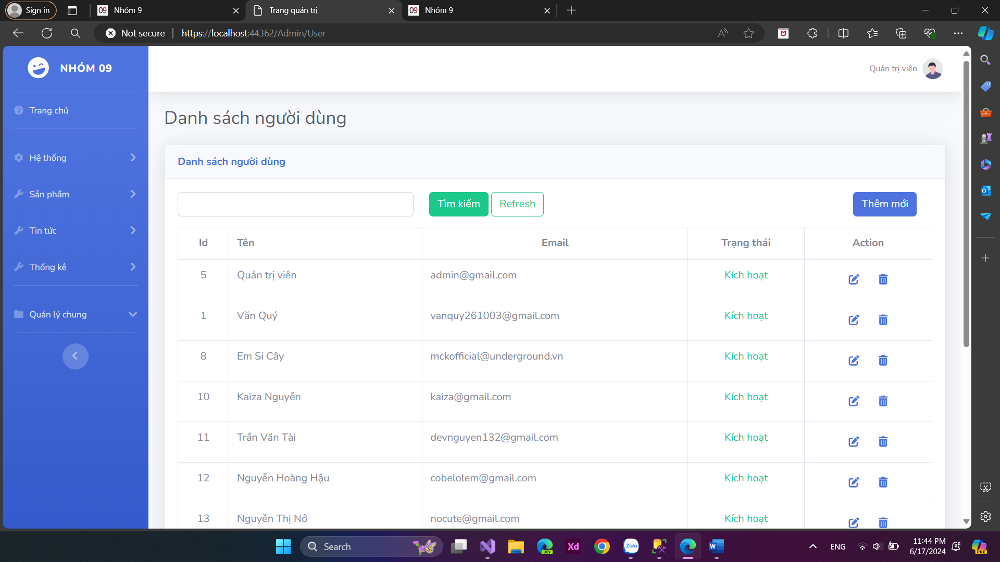 Sign in
09 Nhóm 9
Trang quản trị
09 Nhóm 9
Not secure https://localhost:44362/Admin/User
NHÓM 09
Quản trị viên
Trang chủ
Hệ thống
Sản phẩm
Tin tức
Thống kê
Quản lý chung
Danh sách người dùng
Danh sách người dùng
Tìm kiếm Refresh Thêm mới
Id Tên Email Trạng thái Action
5 Quản trị viên admin@gmail.com Kích hoạt
1 Văn Quý vanquy261003@gmail.com Kích hoạt
8 Em Si Cây mckofficial@underground.vn Kích hoạt
10 Kaiza Nguyễn kaiza@gmail.com Kích hoạt
11 Trần Văn Tài devnguyen132@gmail.com Kích hoạt
12 Nguyễn Hoàng Hậu cobelolem@gmail.com Kích hoạt
13 Nguyễn Thị Nở nocute@gmail.com Kích hoạt
Search
DEV
Xd
Zalo
W
ENG
11:44 PM
6/17/2024
PRE